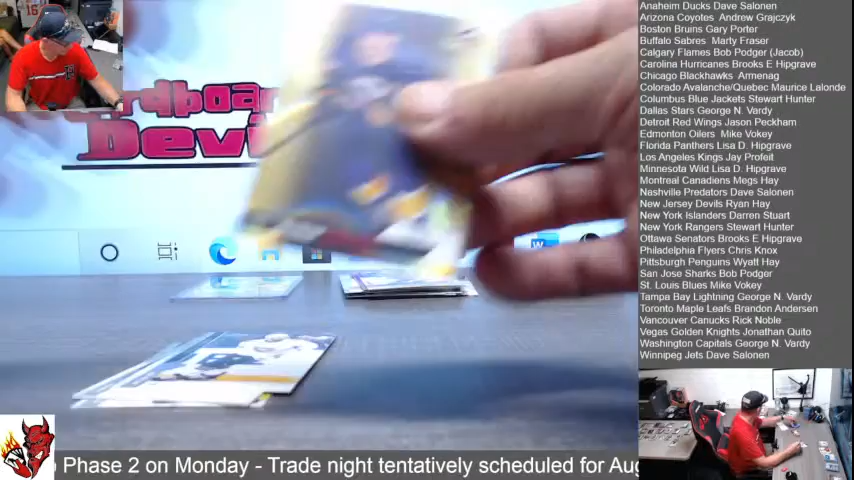 Anaheim Ducks Dave Salonen
Arizona Coyotes Andrew Grajczyk
Boston Bruins Gary Porter
Buffalo Sabres Marty Fraser
Calgary Flames Bob Podger (Jacob)
Carolina Hurricanes Brooks E Hipgrave
Chicago Blackhawks Armenag
Colorado Avalanche/Quebec Maurice Lalonde
Columbus Blue Jackets Stewart Hunter
Dallas Stars George N. Vardy
Detroit Red Wings Jason Peckham
Edmonton Oilers Mike Vokey
Florida Panthers Lisa D. Hipgrave
Los Angeles Kings Jay Profeit
Minnesota Wild Lisa D. Hipgrave
Montreal Canadiens Megs Hay
Nashville Predators Dave Salonen
New Jersey Devils Ryan Hay
New York Islanders Darren Stuart
New York Rangers Stewart Hunter
Ottawa Senators Brooks E Hipgrave
Philadelphia Flyers Chris Knox
Pittsburgh Penguins Wyatt Hay
San Jose Sharks Bob Podger
St. Louis Blues Mike Vokey
Tampa Bay Lightning George N. Vardy
Toronto Maple Leafs Brandon Andersen
Vancouver Canucks Rick Noble
Vegas Golden Knights Jonathan Quito
Washington Capitals George N. Vardy
Winnipeg Jets Dave Salonen
rdboa
Devi
Phase 2 on Monday - Trade night tentatively scheduled for Aug